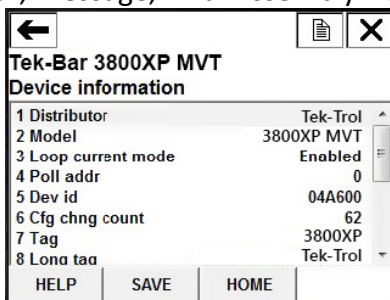 Tek-Bar 3800XP MVT
Device information
1 Distributor Tek-Trol
2 Model 3800XP MVT
3 Loop current mode Enabled
4 Poll addr 0
5 Dev id 04A600
6 Cfg chng count 62
7 Tag 3800XP
8 Long tag Tek-Trol
HELP SAVE HOME